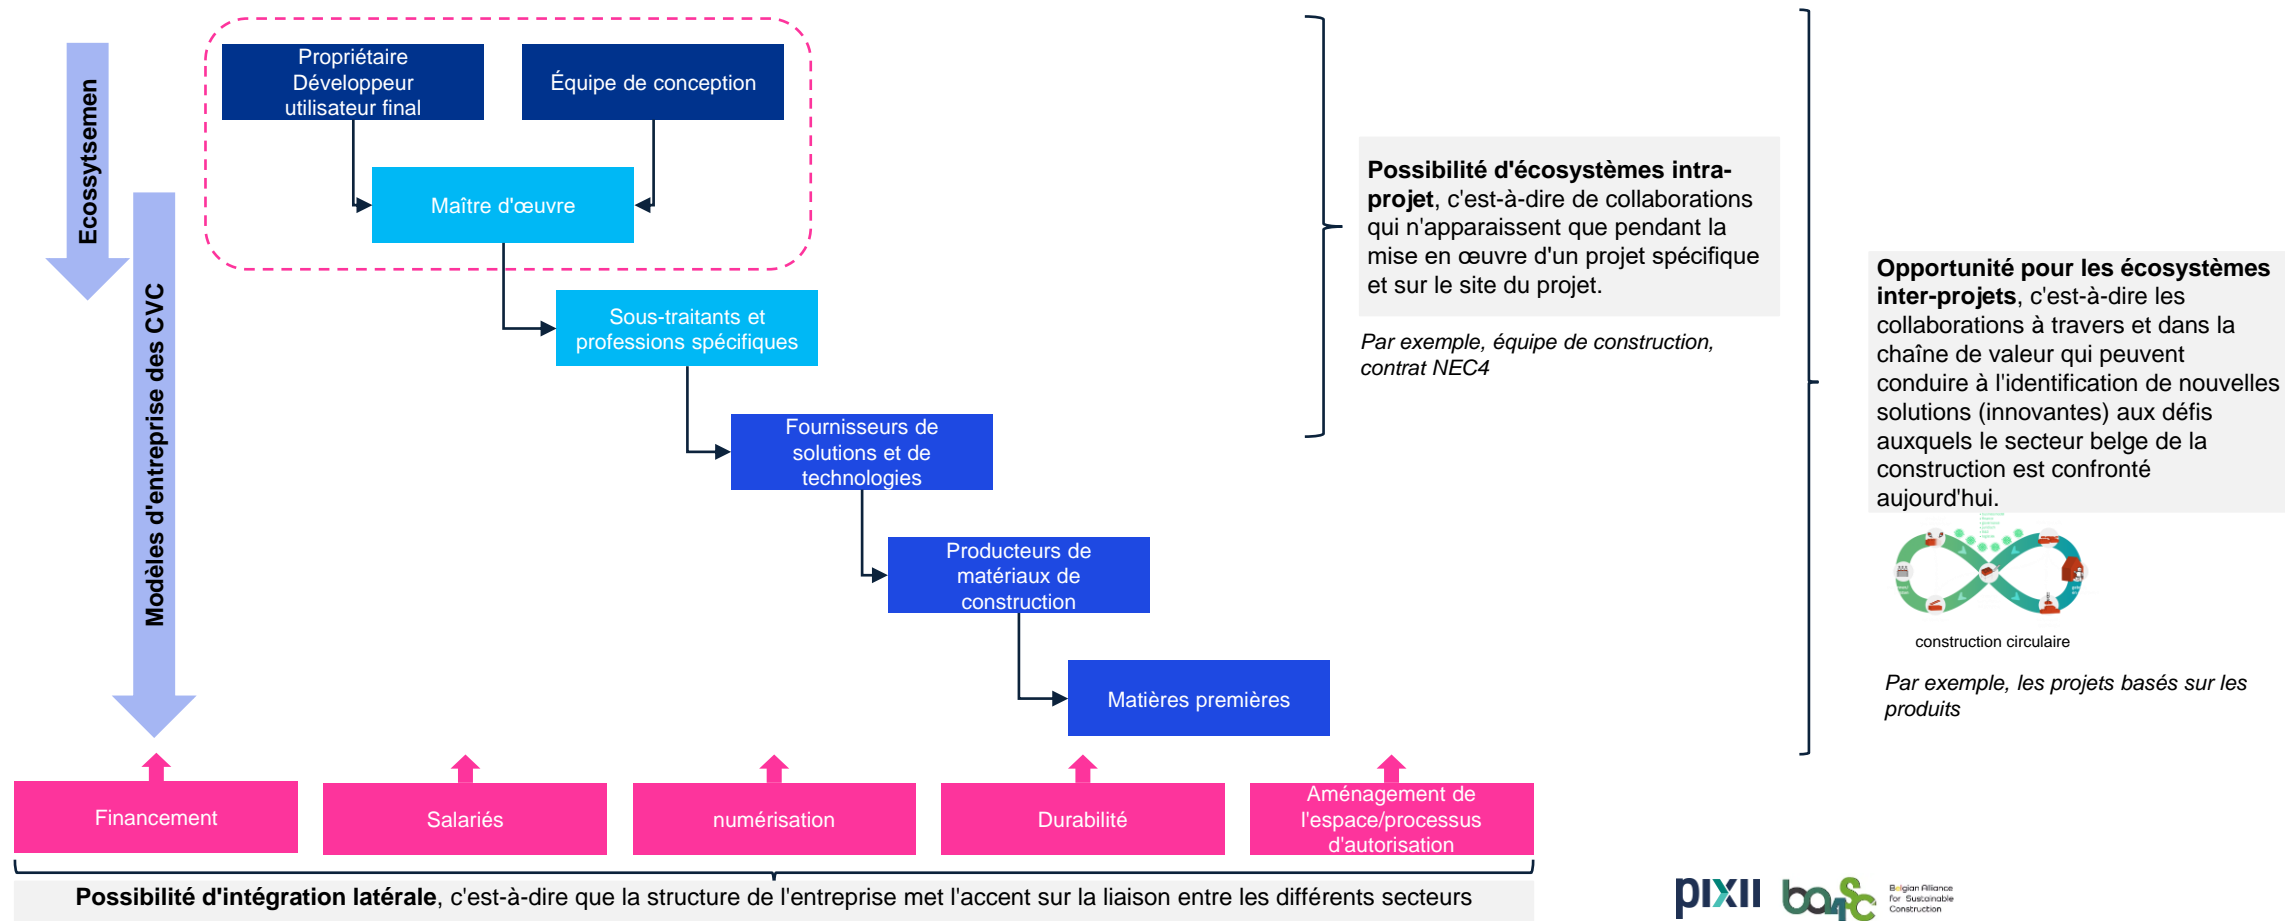 Ecossytsemen
Modèles d'entreprise des CVC
Propriétaire
Développeur
utilisateur final
Équipe de conception
Maître d'œuvre
Sous-traitants et
professions spécifiques
Fournisseurs de
solutions et de
technologies
Producteurs de
matériaux de
construction
Matières premières
Possibilité d'écosystèmes intra-
projet, c'est-à-dire de collaborations
qui n'apparaissent que pendant la
mise en œuvre d'un projet spécifique
et sur le site du projet.
Par exemple, équipe de construction,
contrat NEC4
Opportunité pour les écosystèmes
inter-projets, c'est-à-dire les
collaborations à travers et dans la
chaîne de valeur qui peuvent
conduire à l'identification de nouvelles
solutions (innovantes) aux défis
auxquels le secteur belge de la
construction est confronté
aujourd'hui.
construction circulaire
Par exemple, les projets basés sur les
produits
Financement
Salariés
numérisation
Durabilité
Aménagement de
l'espace/processus
d'autorisation
Possibilité d'intégration latérale, c'est-à-dire que la structure de l'entreprise met l'accent sur la liaison entre les différents secteurs
pixii
ba4sc
Belgian Alliance
for Sustainable
Construction